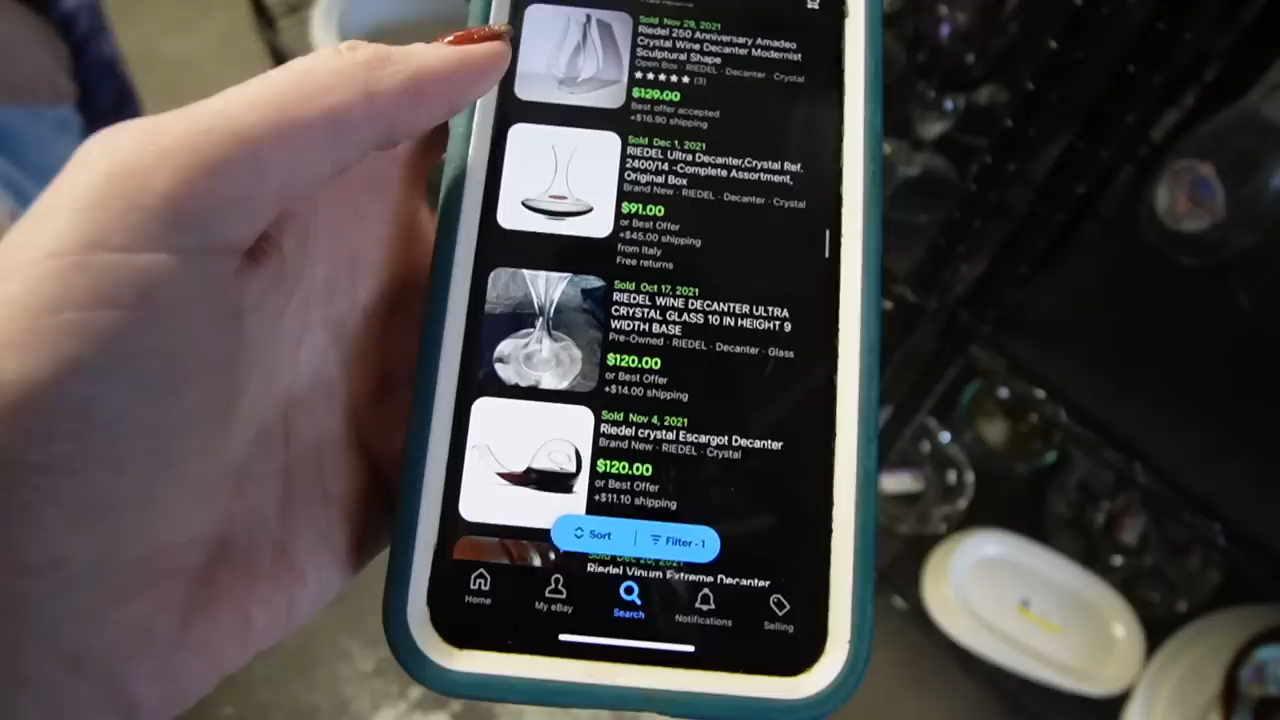 Sold Nov 29, 2021
Riedel 250 Anniversary Amadeo
Crystal Wine Decanter Modernist
Sculptural Shape
Open Box · RIEDEL · Decanter · Crystal
(3)
$129.00
Best offer accepted
+$16.90 shipping
Sold Dec 1, 2021
RIEDEL Ultra Decanter,Crystal Ref.
2400/14 -Complete Assortment,
Original Box
Brand New · RIEDEL · Decanter · Crystal
$91.00
or Best Offer
+$45.00 shipping
from Italy
Free returns
Sold Oct 17, 2021
RIEDEL WINE DECANTER ULTRA
CRYSTAL GLASS 10 IN HEIGHT 9
WIDTH BASE
Pre-Owned · RIEDEL · Decanter · Glass
$120.00
or Best Offer
+$14.00 shipping
Sold Nov 4, 2021
Riedel crystal Escargot Decanter
Brand New · RIEDEL · Crystal
$120.00
or Best Offer
+$11.10 shipping
Sort
Filter · 1
Riedel Vinum Extreme Decanter
Home
My eBay
Search
Notifications
Selling